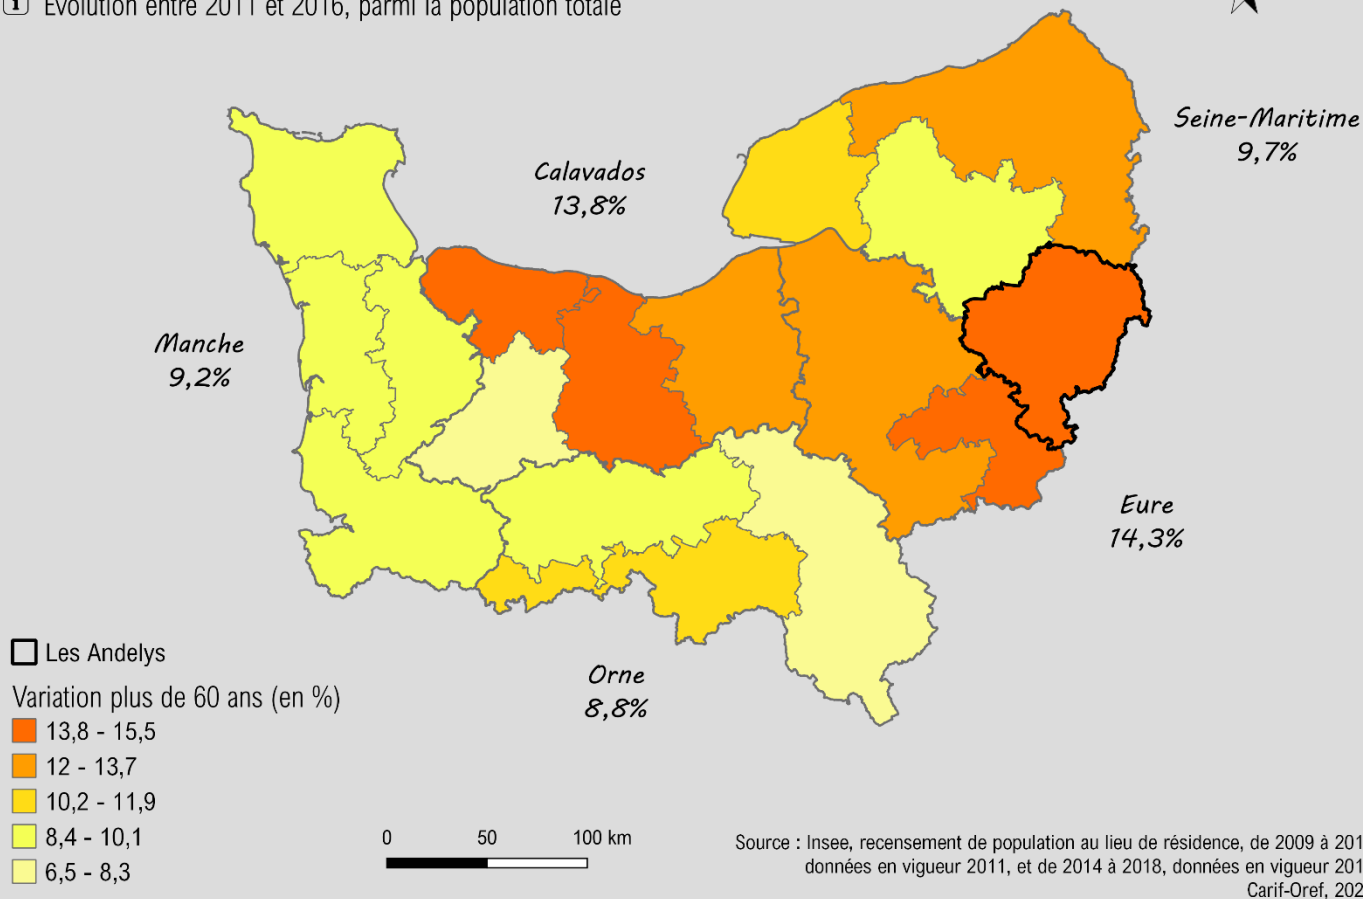 Evolution entre 2011 et 2016, parmi la population totale
Seine-Maritime
9,7%
Calavados
13,8%
Manche
9,2%
Eure
14,3%
Orne
8,8%
Les Andelys
Variation plus de 60 ans (en %)
13,8 - 15,5
12 - 13,7
10,2 - 11,9
8,4 - 10,1
6,5 - 8,3
0 50 100 km
Source : Insee, recensement de population au lieu de résidence, de 2009 à 201
données en vigueur 2011, et de 2014 à 2018, données en vigueur 201
Carif-Oref, 202